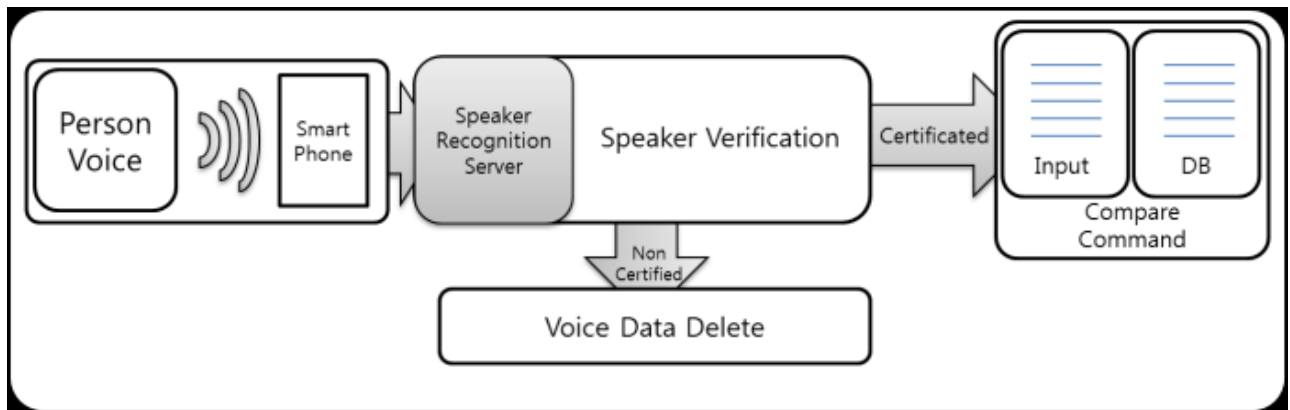 Person
Voice
Smart
Phone
Speaker
Recognition
Server
Speaker Verification
Certificated
Input
DB
Compare
Command
Non
Certified
Voice Data Delete